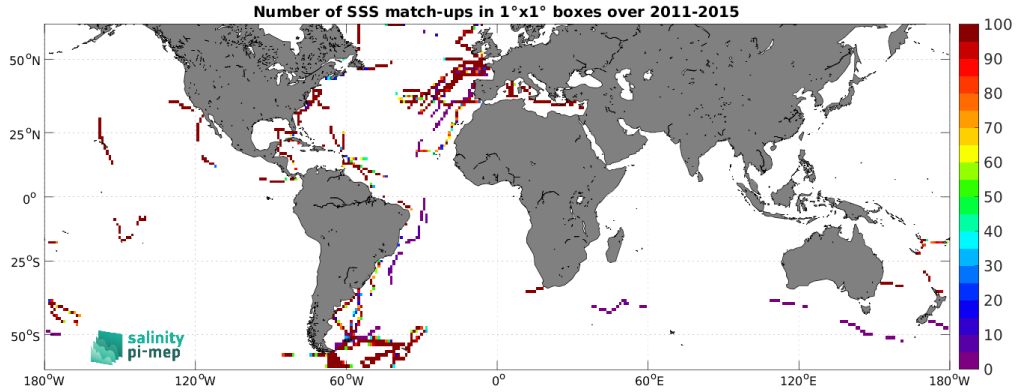 Number of SSS match-ups in 1°x1° boxes over 2011-2015
50°N
25°N
0°
25°S
50°S
180°W
120°W
60°W
0°
60°E
120°E
180°W
100
90
80
70
60
50
40
30
20
10
0
salinity
pi-mep